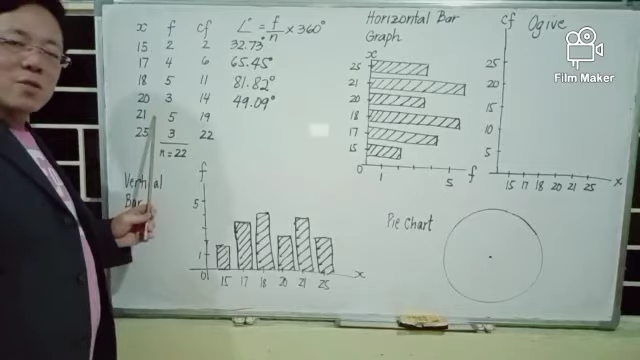 x f cf ∠° = f/n × 360°
15 2 2 32.73°
17 4 6 65.45°
18 5 11 81.82°
20 3 14 49.09°
21 5 19
25 3 22
n = 22
Horizontal Bar
Graph
x
25
21
20
18
17
15
1 5 f
cf Ogive
25
20
15
10
5
15 17 18 20 21 25 x
Film Maker
Vertical
Bar
f
5
1
0 15 17 18 20 21 25 x
Pie Chart